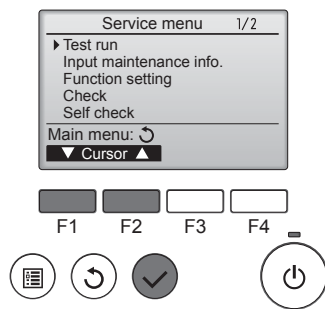 Service menu 1/2
Test run
Input maintenance info.
Function setting
Check
Self check
Main menu:
Cursor
F1 F2 F3 F4